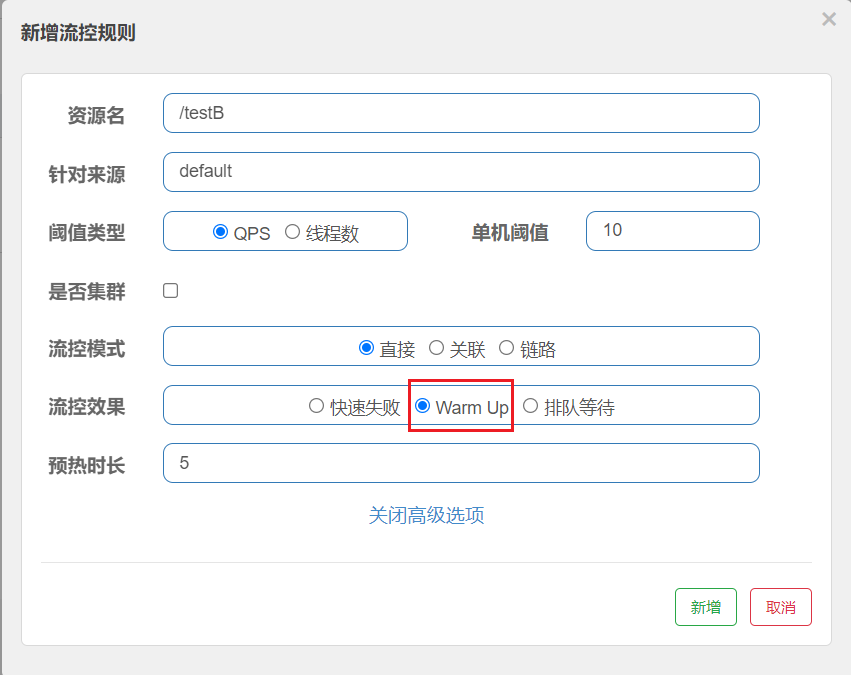 新增流控规则 ×
资源名 /testB
针对来源 default
阈值类型 QPS 线程数 单机阈值 10
是否集群
流控模式 直接 关联 链路
流控效果 快速失败 Warm Up 排队等待
预热时长 5
关闭高级选项
新增 取消